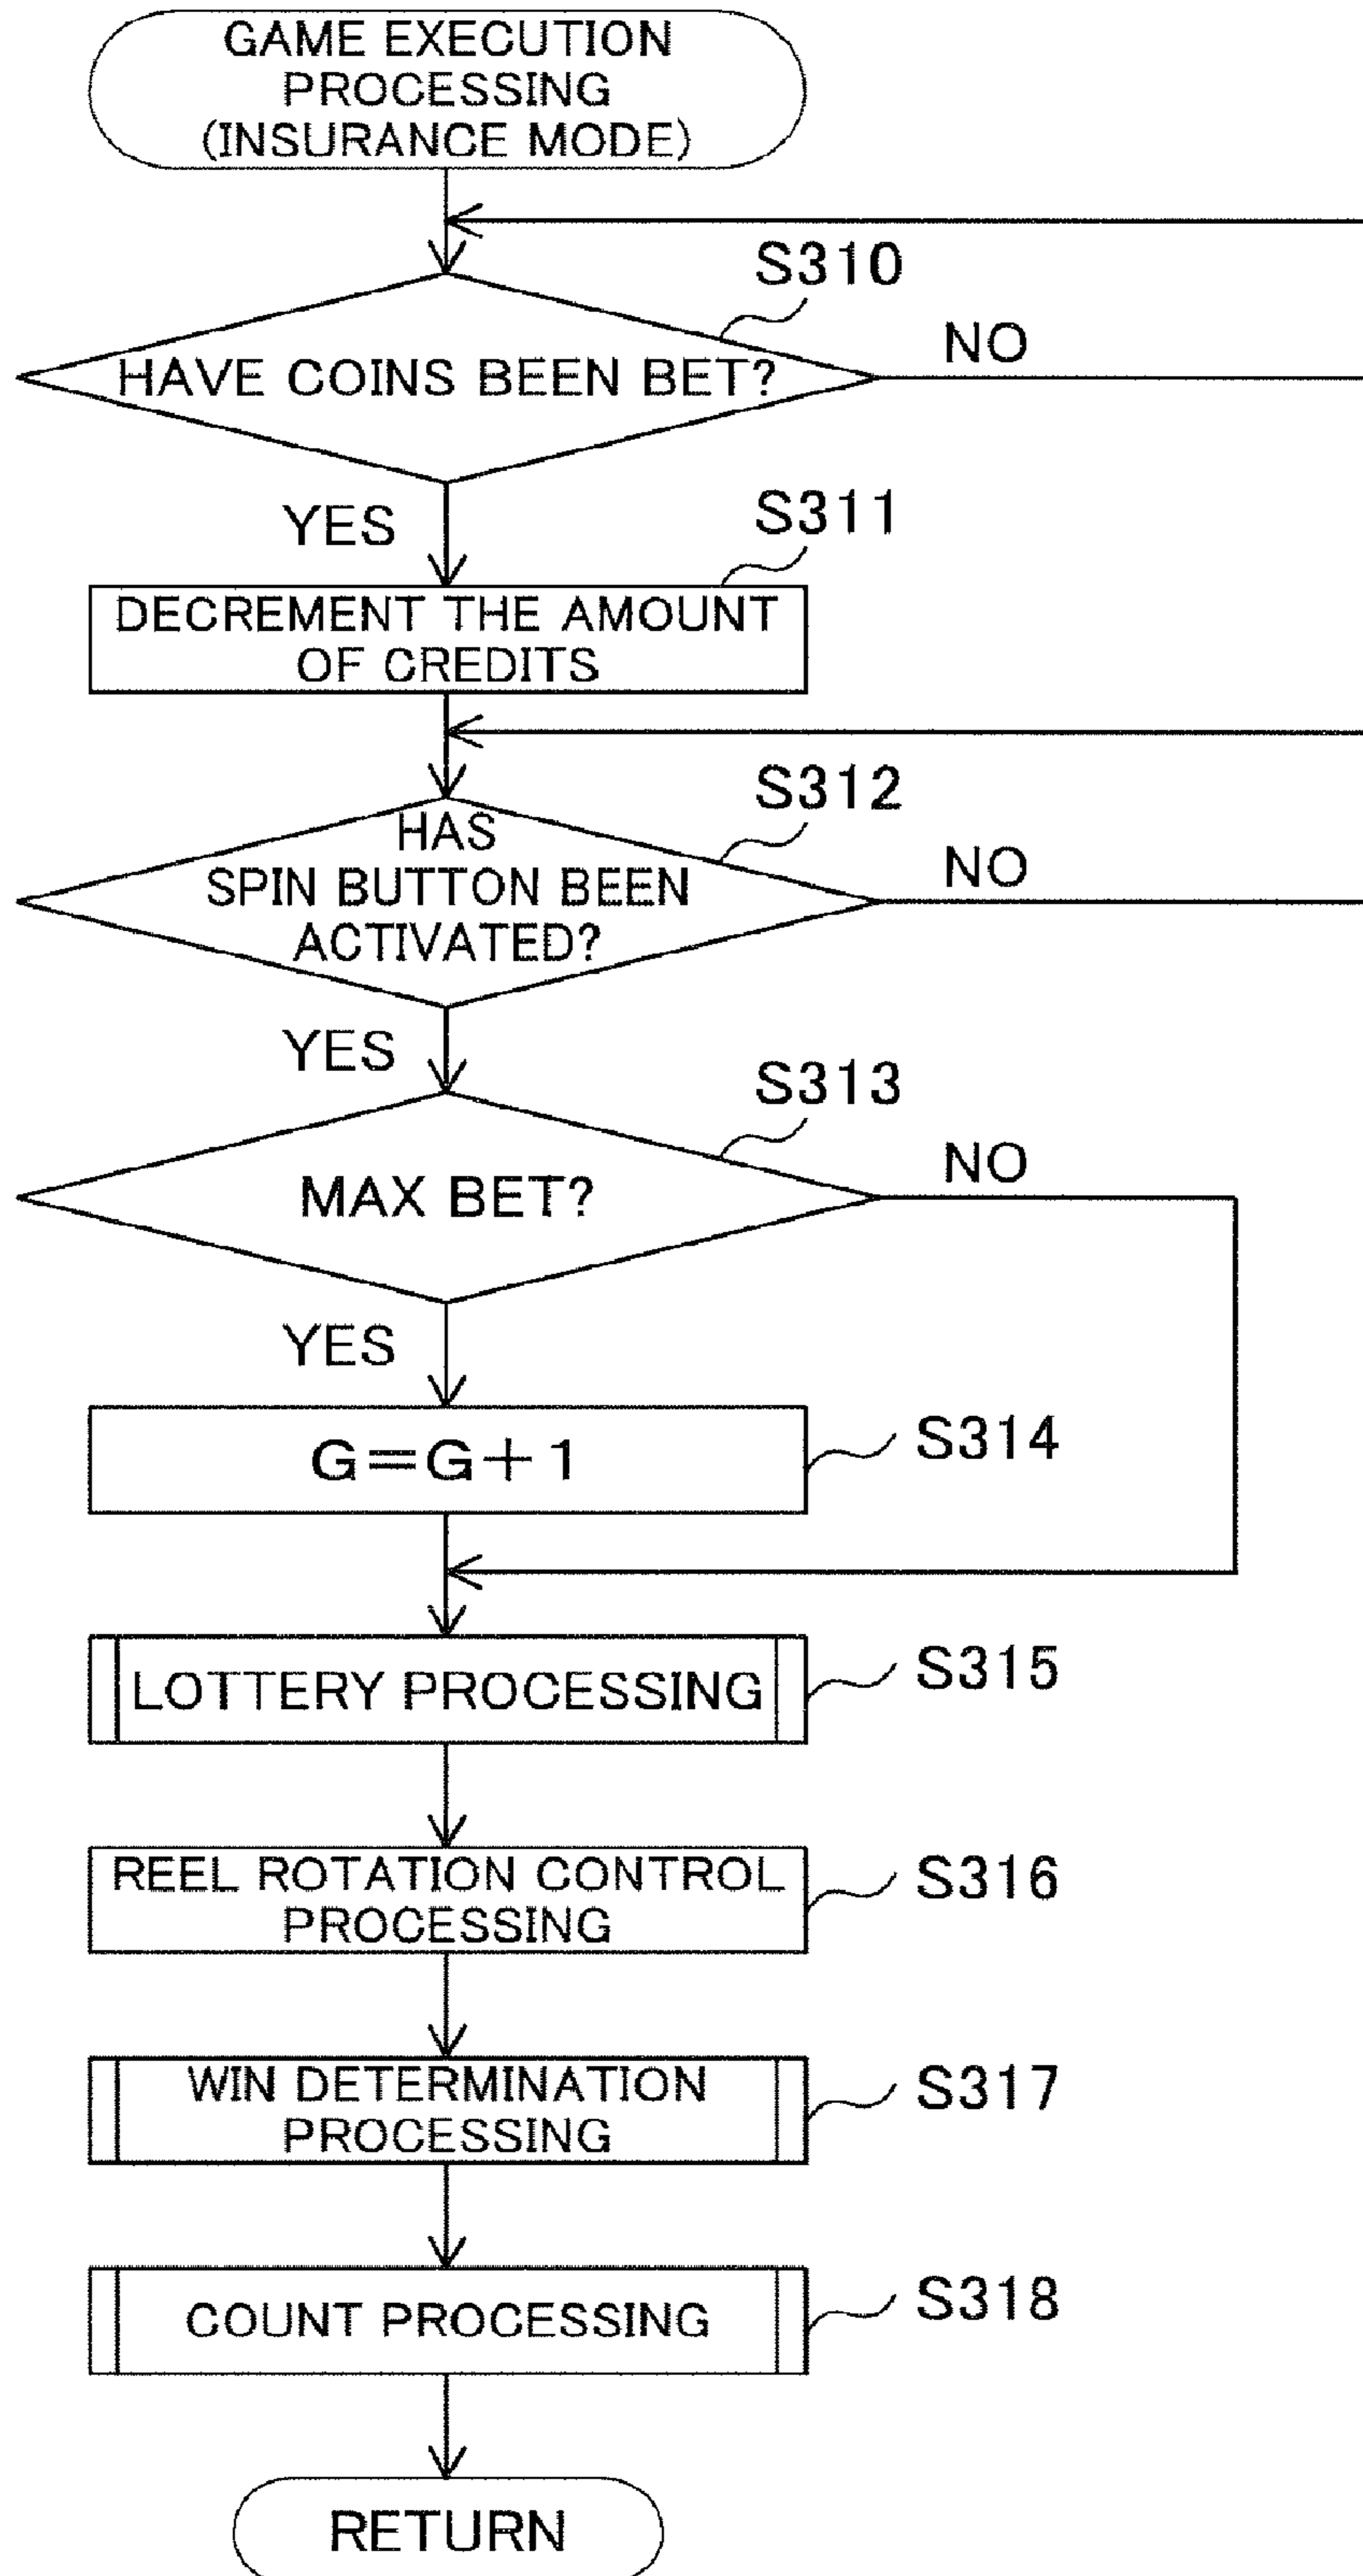 GAME EXECUTION
PROCESSING
(INSURANCE MODE)
S310
HAVE COINS BEEN BET?
NO
YES
S311
DECREMENT THE AMOUNT
OF CREDITS
S312
HAS
SPIN BUTTON BEEN
ACTIVATED?
NO
YES
S313
MAX BET?
NO
YES
G=G+1
S314
LOTTERY PROCESSING
S315
REEL ROTATION CONTROL
PROCESSING
S316
WIN DETERMINATION
PROCESSING
S317
COUNT PROCESSING
S318
RETURN